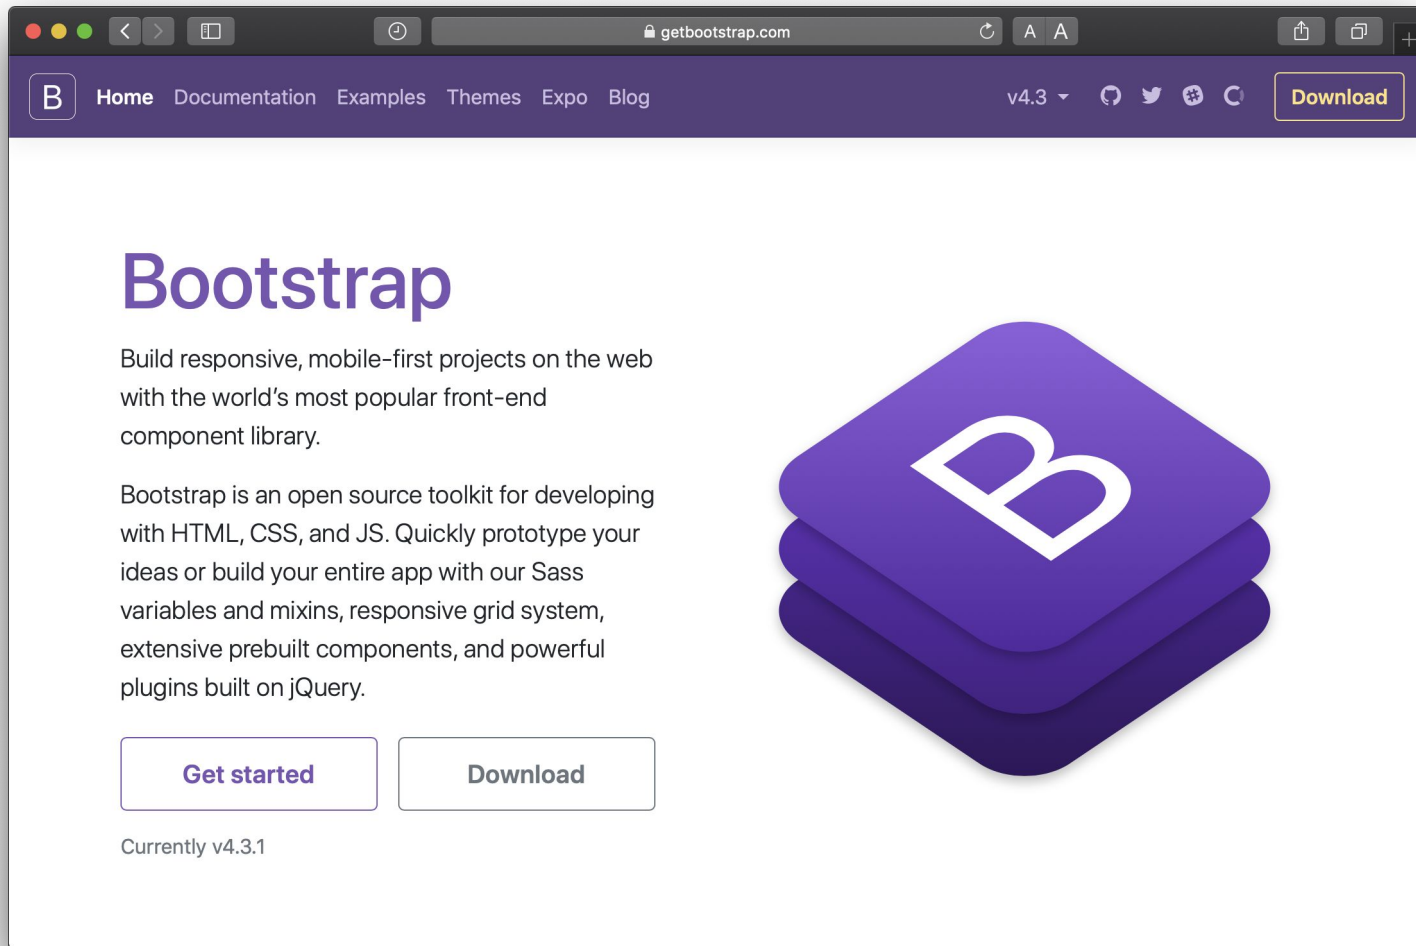 getbootstrap.com
A A
B Home Documentation Examples Themes Expo Blog v4.3 Download
Bootstrap
Build responsive, mobile-first projects on the web
with the world’s most popular front-end
component library.
Bootstrap is an open source toolkit for developing
with HTML, CSS, and JS. Quickly prototype your
ideas or build your entire app with our Sass
variables and mixins, responsive grid system,
extensive prebuilt components, and powerful
plugins built on jQuery.
Get started Download
Currently v4.3.1
B